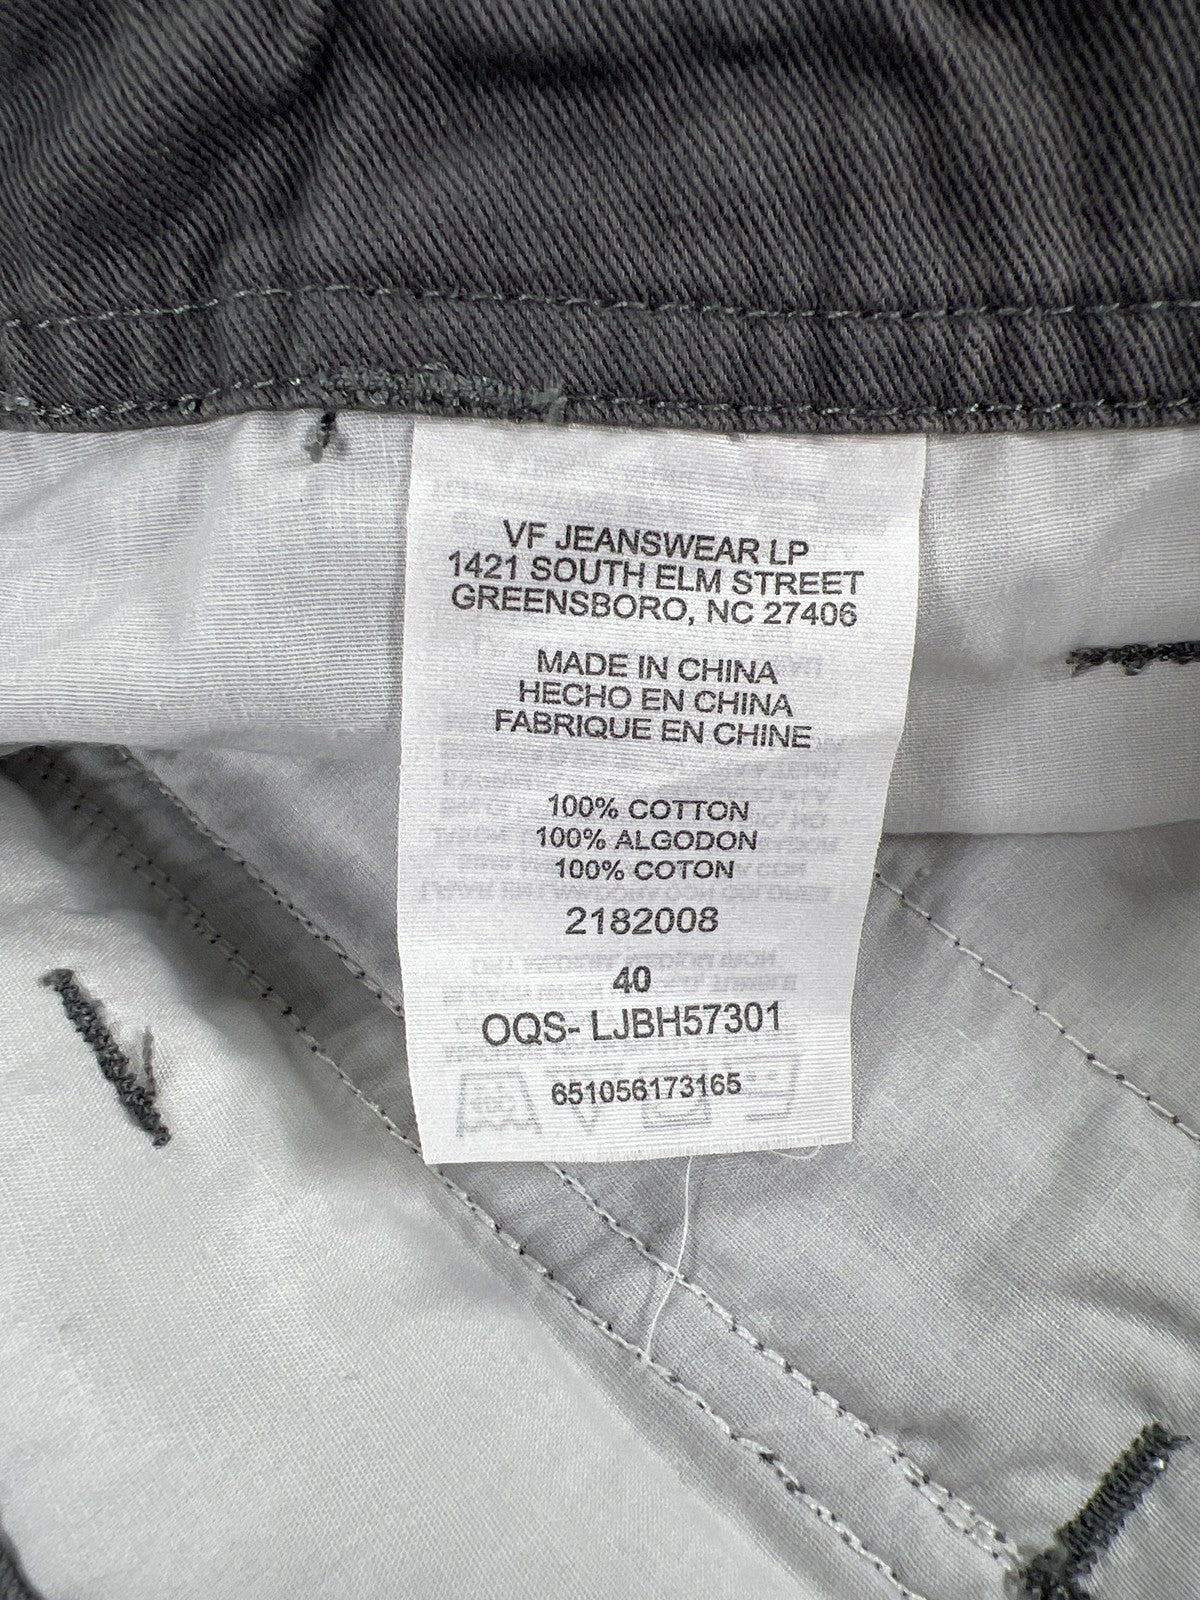 VF JEANSWEAR LP
1421 SOUTH ELM STREET
GREENSBORO, NC 27406
MADE IN CHINA
HECHO EN CHINA
FABRIQUE EN CHINE
100% COTTON
100% ALGODON
100% COTON
2182008
40
OQS- LJBH57301
651056173165